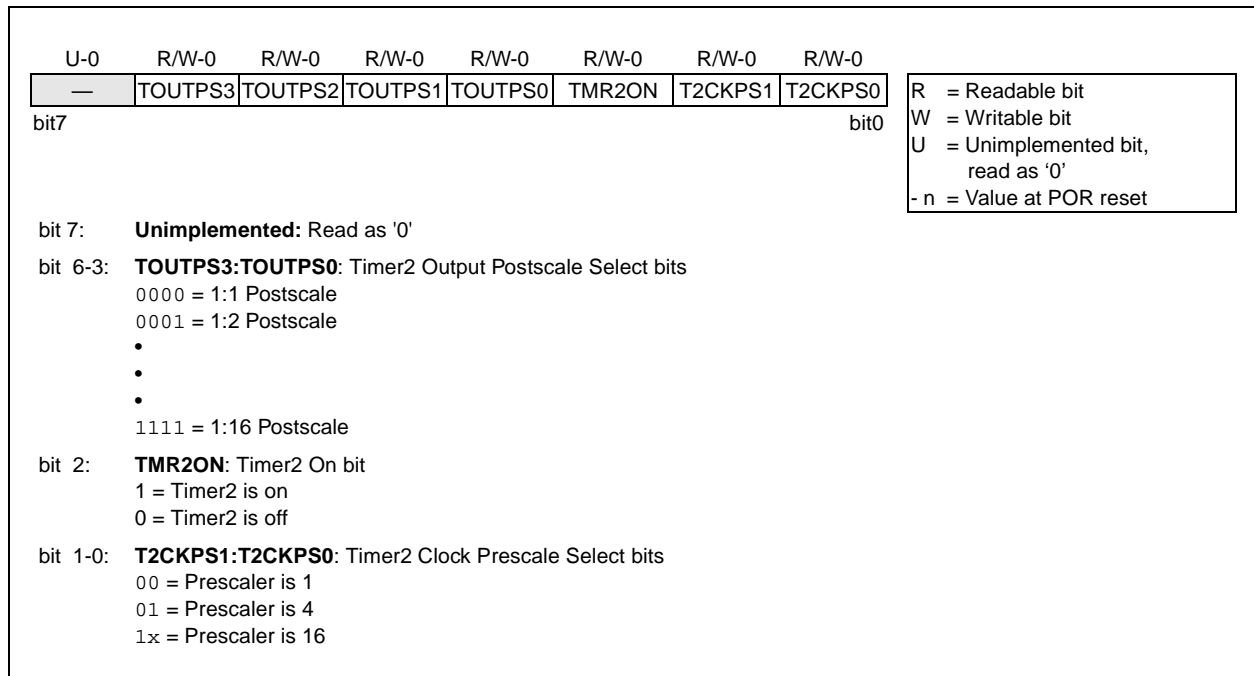 U-0 R/W-0 R/W-0 R/W-0 R/W-0 R/W-0 R/W-0 R/W-0
— TOUTPS3 TOUTPS2 TOUTPS1 TOUTPS0 TMR2ON T2CKPS1 T2CKPS0
bit7 bit0
R = Readable bit
W = Writable bit
U = Unimplemented bit,
read as ‘0’
- n = Value at POR reset
bit 7: Unimplemented: Read as '0'
bit 6-3: TOUTPS3:TOUTPS0: Timer2 Output Postscale Select bits
0000 = 1:1 Postscale
0001 = 1:2 Postscale
•
•
•
1111 = 1:16 Postscale
bit 2: TMR2ON: Timer2 On bit
1 = Timer2 is on
0 = Timer2 is off
bit 1-0: T2CKPS1:T2CKPS0: Timer2 Clock Prescale Select bits
00 = Prescaler is 1
01 = Prescaler is 4
1x = Prescaler is 16